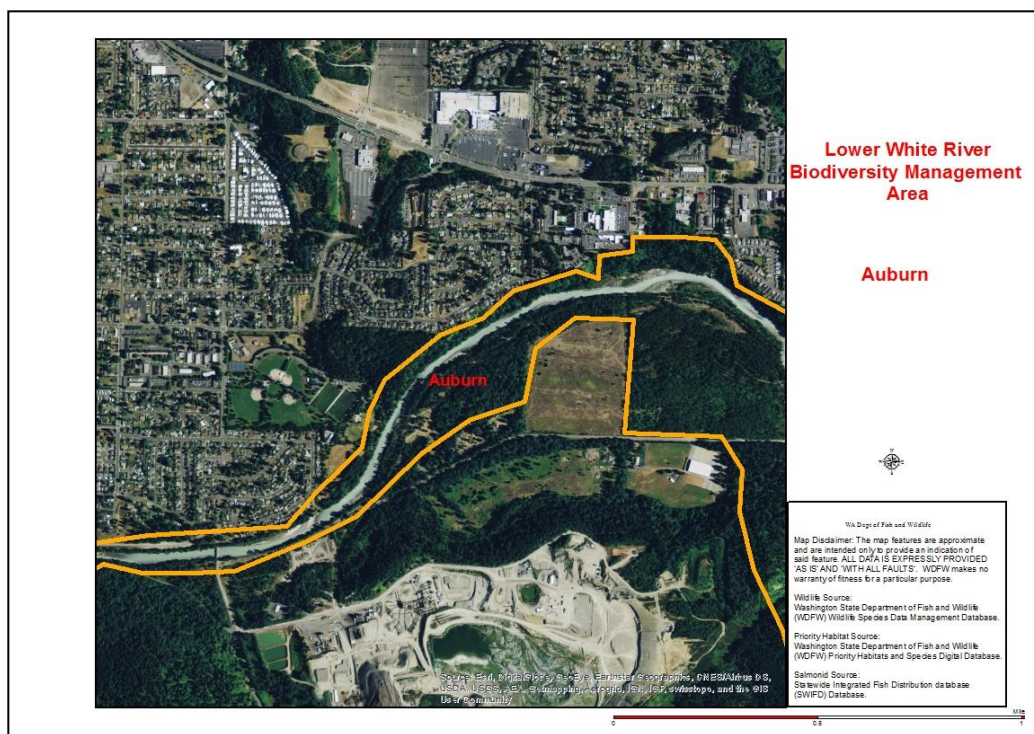 Lower White River
Biodiversity Management
Area
Auburn
Auburn
WA Dept of Fish and Wildlife
Map Disclaimer: The map features are approximate
and are intended only to provide an indication of
said feature. ALL DATA IS EXPRESSLY PROVIDED
'AS IS' AND 'WITH ALL FAULTS'. WDFW makes no
warranty of fitness for a particular purpose.
Wildlife Source:
Washington State Department of Fish and Wildlife
(WDFW) Wildlife Species Data Management Database.
Priority Habitat Source:
Washington State Department of Fish and Wildlife
(WDFW) Priority Habitats and Species Digital Database.
Salmonid Source:
Statewide Integrated Fish Distribution database
(SWIFD) Database.
Source: Esri, DigitalGlobe, GeoEye, Earthstar Geographics, CNES/Airbus DS,
USDA, USGS, AEX, Getmapping, Aerogrid, IGN, IGP, swisstopo, and the GIS
User Community
Mile
0 0.5 1